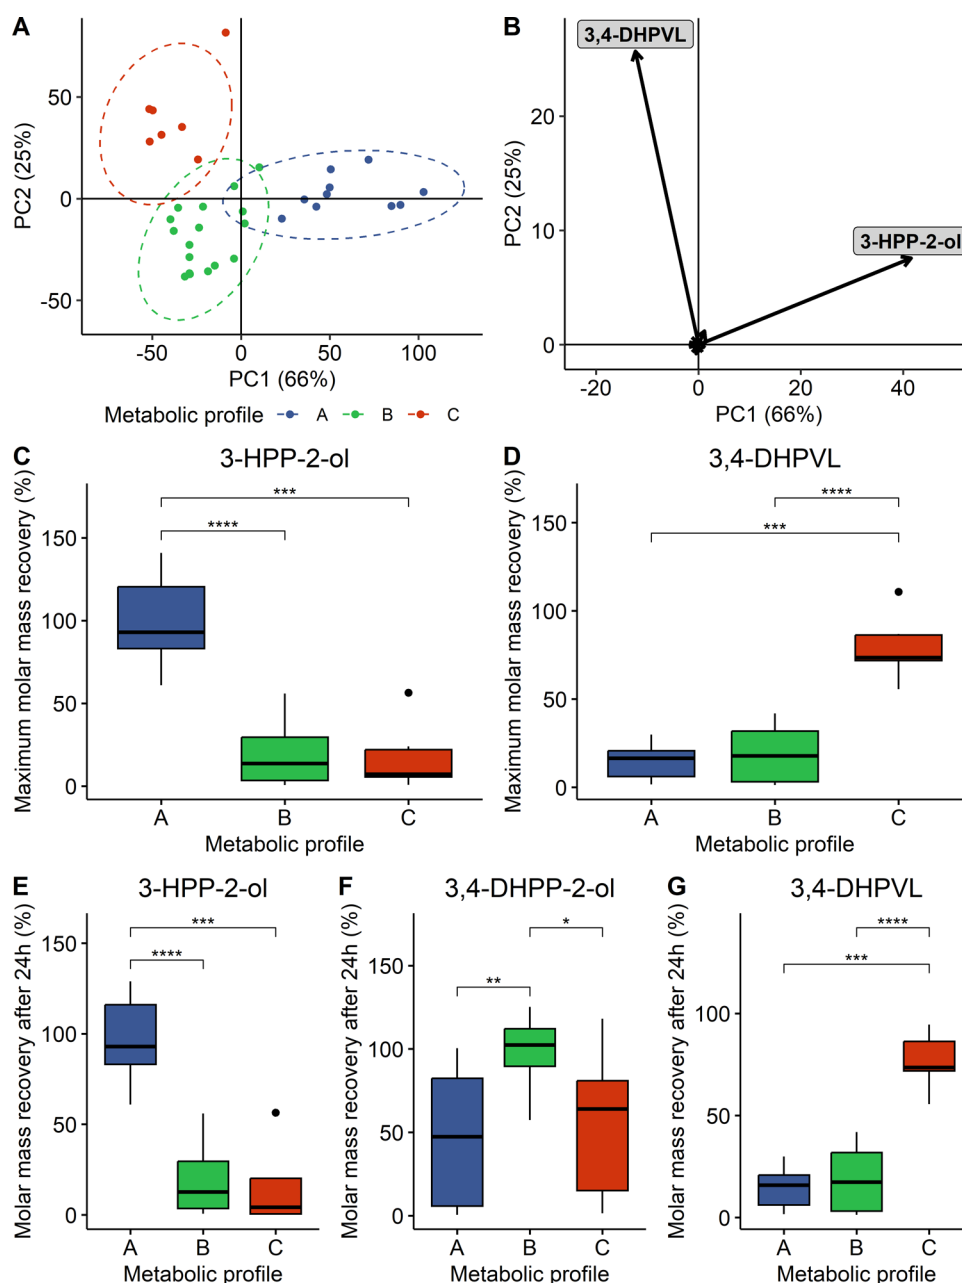 A
50
0
-50
PC2 (25%)
-50
0
50
100
PC1 (66%)
Metabolic profile A B C
B
3,4-DHPVL
3-HPP-2-ol
20
10
0
PC2 (25%)
-20
0
20
40
PC1 (66%)
C
3-HPP-2-ol
Maximum molar mass recovery (%)
150
100
50
0
***
****
A
B
C
Metabolic profile
D
3,4-DHPVL
Maximum molar mass recovery (%)
150
100
50
0
****
***
A
B
C
Metabolic profile
E
3-HPP-2-ol
Molar mass recovery after 24h (%)
150
100
50
0
***
****
A
B
C
Metabolic profile
F
3,4-DHPP-2-ol
Molar mass recovery after 24h (%)
150
100
50
0
*
**
A
B
C
Metabolic profile
G
3,4-DHPVL
Molar mass recovery after 24h (%)
100
50
0
****
***
A
B
C
Metabolic profile